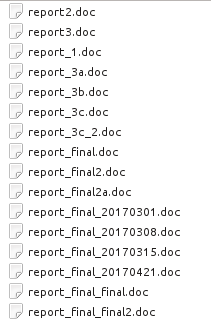 report2.doc
report3.doc
report_1.doc
report_3a.doc
report_3b.doc
report_3c.doc
report_3c_2.doc
report_final.doc
report_final2.doc
report_final2a.doc
report_final_20170301.doc
report_final_20170308.doc
report_final_20170315.doc
report_final_20170421.doc
report_final_final.doc
report_final_final2.doc